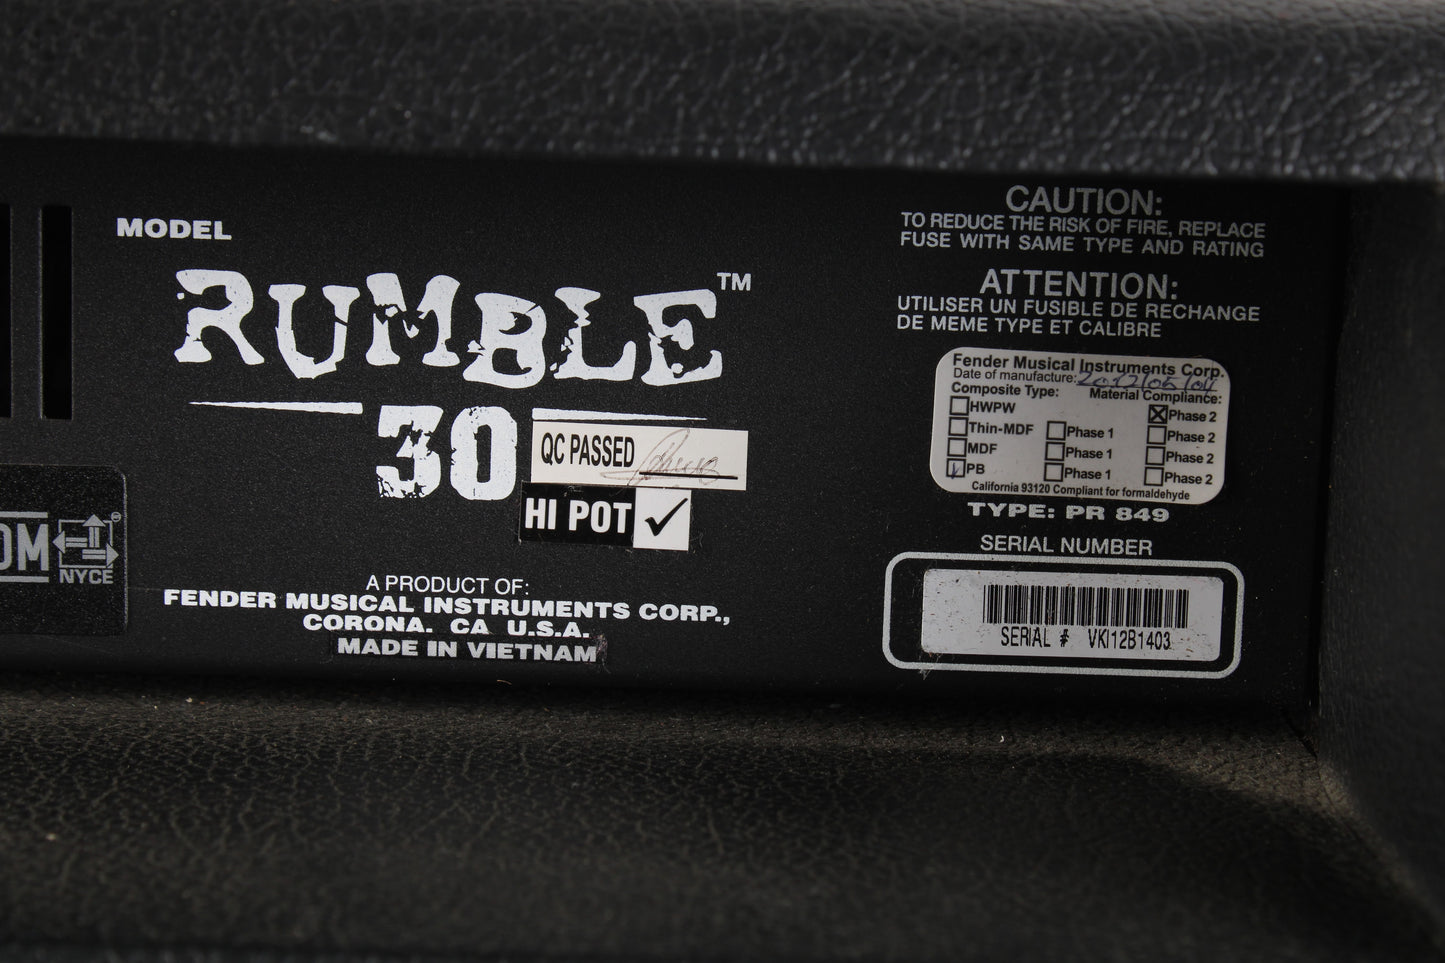 MODEL
RUMBLE™
30
QC PASSED
HI POT
A PRODUCT OF:
FENDER MUSICAL INSTRUMENTS CORP.,
CORONA. CA U.S.A.
MADE IN VIETNAM
OM
NYCE
CAUTION:
TO REDUCE THE RISK OF FIRE, REPLACE
FUSE WITH SAME TYPE AND RATING
ATTENTION:
UTILISER UN FUSIBLE DE RECHANGE
DE MEME TYPE ET CALIBRE
Fender Musical Instruments Corp.
Date of manufacture: 2012/05/04
Composite Type: Material Compliance:
HWPW Phase 2
Thin-MDF Phase 1 Phase 2
MDF Phase 1 Phase 2
PB Phase 1 Phase 2
California 93120 Compliant for formaldehyde
TYPE: PR 849
SERIAL NUMBER
SERIAL # VKI12B1403